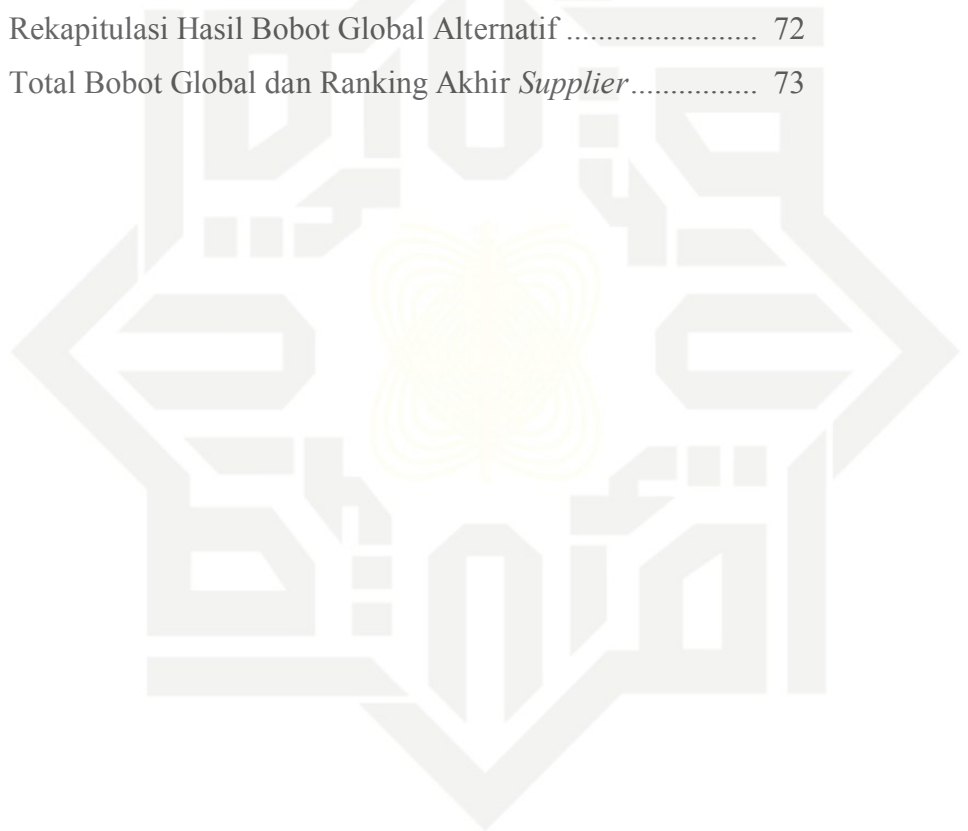 Rekapitulasi Hasil Bobot Global Alternatif ....................... 72
Total Bobot Global dan Ranking Akhir Supplier................ 73